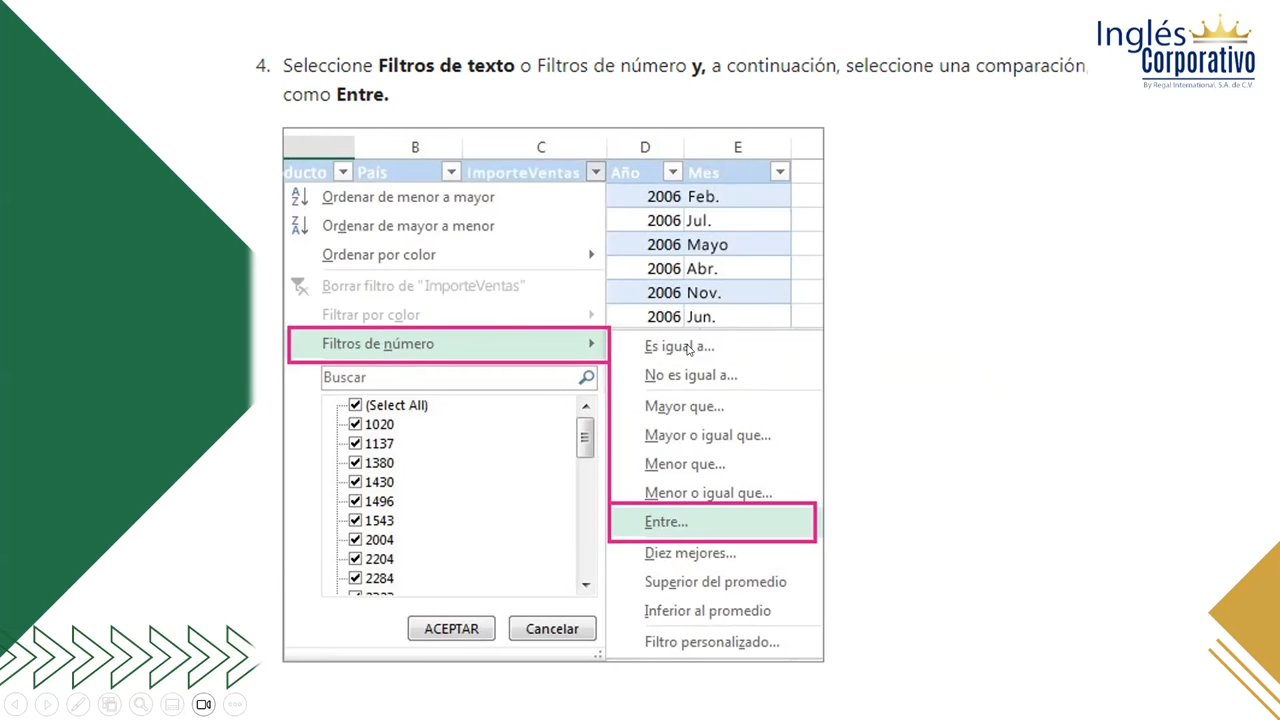 Inglés
Corporativo
By Regal International, S.A. de C.V.
4. Seleccione Filtros de texto o Filtros de número y, a continuación, seleccione una comparación,
como Entre.
B C D E
ducto País ImporteVentas Año Mes
Ordenar de menor a mayor
Ordenar de mayor a menor
Ordenar por color
Borrar filtro de "ImporteVentas"
Filtrar por color
Filtros de número
Buscar
(Select All)
1020
1137
1380
1430
1496
1543
2004
2204
2284
ACEPTAR Cancelar
2006 Feb.
2006 Jul.
2006 Mayo
2006 Abr.
2006 Nov.
2006 Jun.
Es igual a...
No es igual a...
Mayor que...
Mayor o igual que...
Menor que...
Menor o igual que...
Entre...
Diez mejores...
Superior del promedio
Inferior al promedio
Filtro personalizado...